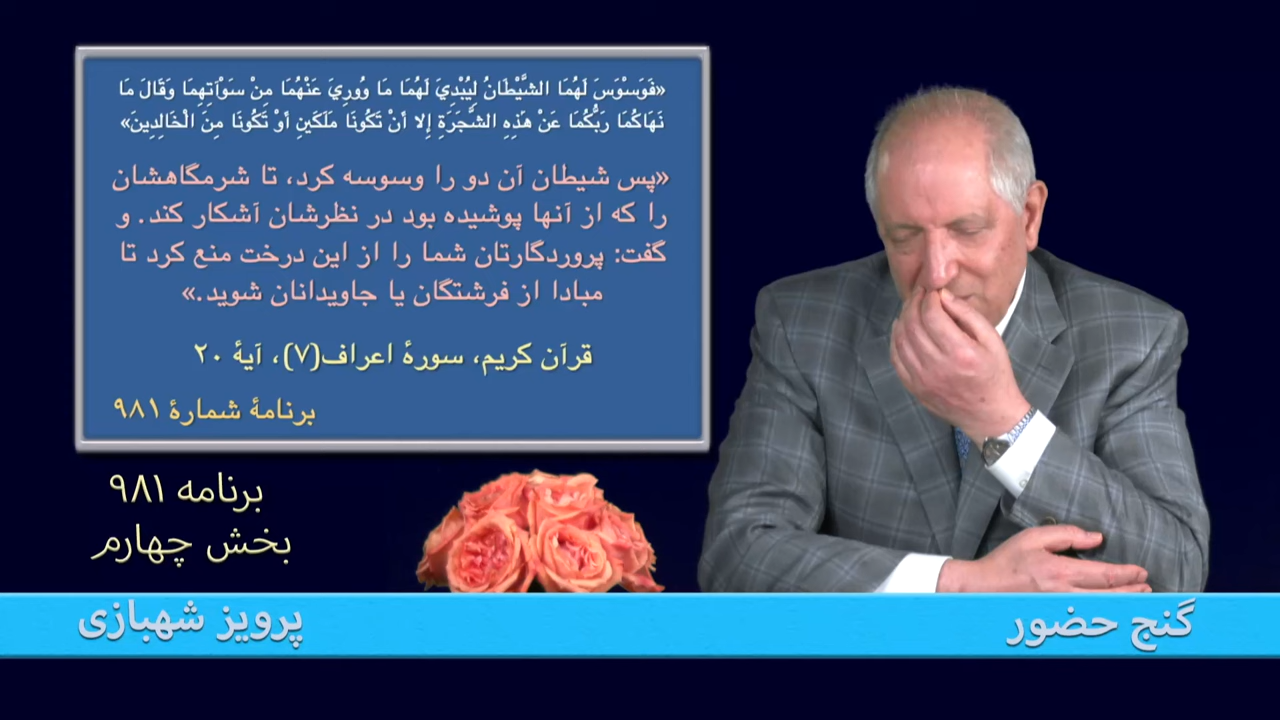 «فَوَسْوَسَ لَهُمَا الشَّيْطَانُ لِيُبْدِيَ لَهُمَا مَا وُورِيَ عَنْهُمَا مِنْ سَوْآتِهِمَا وَقَالَ مَا
نَهَاكُمَا رَبُّكُمَا عَنْ هَٰذِهِ الشَّجَرَةِ إِلا أَنْ تَكُونَا مَلَكَيْنِ أَوْ تَكُونَا مِنَ الْخَالِدِينَ»
«پس شیطان آن دو را وسوسه کرد، تا شرمگاهشان
را که از آنها پوشیده بود در نظرشان آشکار کند. و
گفت: پروردگارتان شما را از این درخت منع کرد تا
مبادا از فرشتگان یا جاویدانان شوید.»
قرآن کریم، سورهٔ اعراف(۷)، آیهٔ ۲۰
برنامهٔ شمارهٔ ۹۸۱
برنامه ۹۸۱
بخش چهارم
گنج حضور
پرویز شهبازی